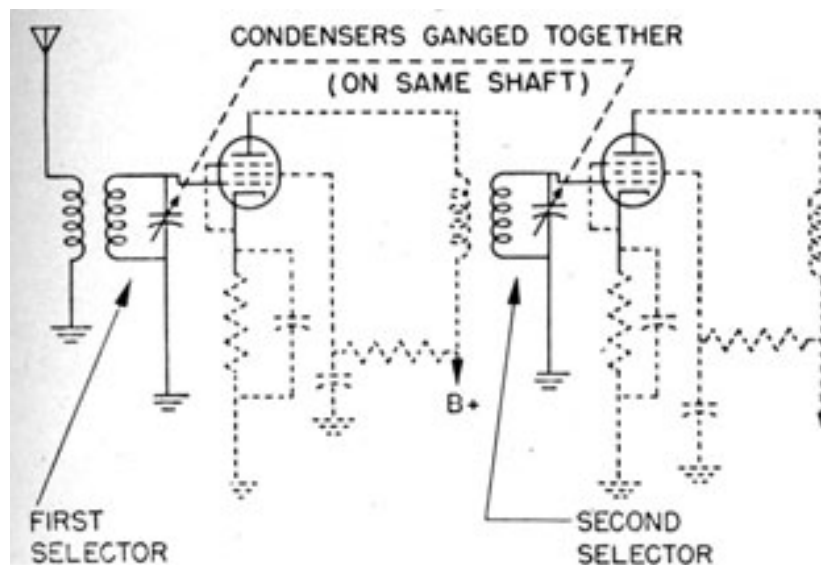 CONDENSERS GANGED TOGETHER
(ON SAME SHAFT)
B+
FIRST
SELECTOR
SECOND
SELECTOR